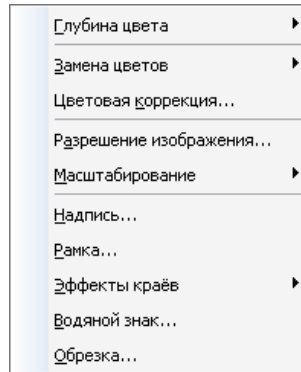 Глубина цвета
Замена цветов
Цветовая коррекция...
Разрешение изображения...
Масштабирование
Надпись...
Рамка...
Эффекты краёв
Водяной знак...
Обрезка...